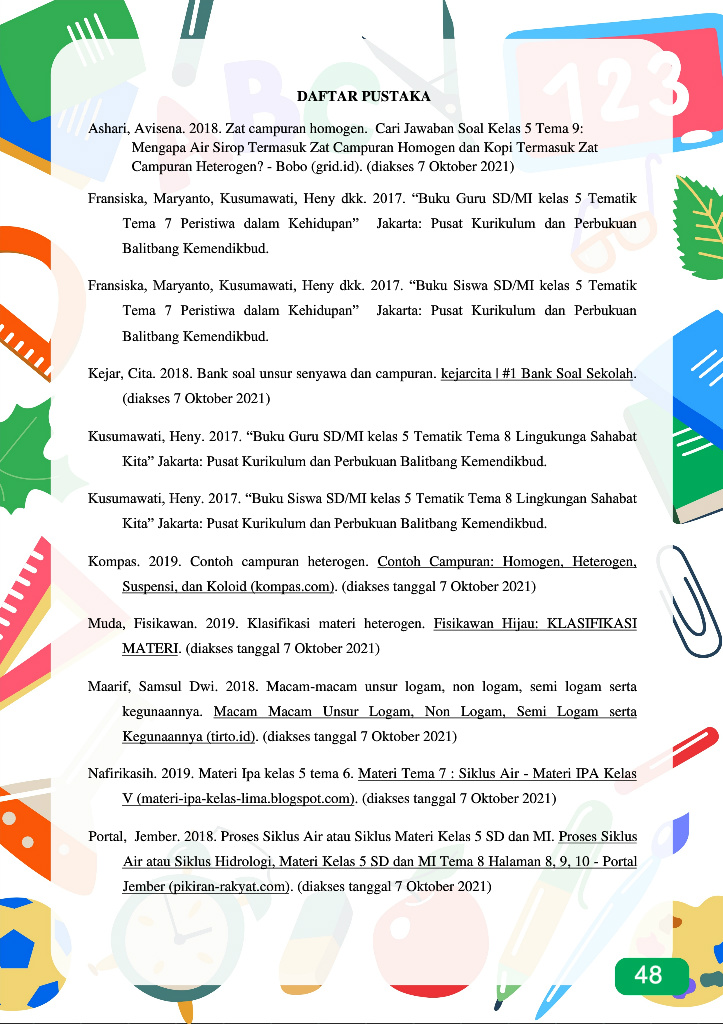 ABC
123
DAFTAR PUSTAKA
Ashari, Avisena. 2018. Zat campuran homogen. Cari Jawaban Soal Kelas 5 Tema 9:
Mengapa Air Sirop Termasuk Zat Campuran Homogen dan Kopi Termasuk Zat
Campuran Heterogen? - Bobo (grid.id). (diakses 7 Oktober 2021)
Fransiska, Maryanto, Kusumawati, Heny dkk. 2017. “Buku Guru SD/MI kelas 5 Tematik
Tema 7 Peristiwa dalam Kehidupan” Jakarta: Pusat Kurikulum dan Perbukuan
Balitbang Kemendikbud.
Fransiska, Maryanto, Kusumawati, Heny dkk. 2017. “Buku Siswa SD/MI kelas 5 Tematik
Tema 7 Peristiwa dalam Kehidupan” Jakarta: Pusat Kurikulum dan Perbukuan
Balitbang Kemendikbud.
Kejar, Cita. 2018. Bank soal unsur senyawa dan campuran. kejarcita | #1 Bank Soal Sekolah.
(diakses 7 Oktober 2021)
Kusumawati, Heny. 2017. “Buku Guru SD/MI kelas 5 Tematik Tema 8 Lingukunga Sahabat
Kita” Jakarta: Pusat Kurikulum dan Perbukuan Balitbang Kemendikbud.
Kusumawati, Heny. 2017. “Buku Siswa SD/MI kelas 5 Tematik Tema 8 Lingkungan Sahabat
Kita” Jakarta: Pusat Kurikulum dan Perbukuan Balitbang Kemendikbud.
Kompas. 2019. Contoh campuran heterogen. Contoh Campuran: Homogen, Heterogen,
Suspensi, dan Koloid (kompas.com). (diakses tanggal 7 Oktober 2021)
Muda, Fisikawan. 2019. Klasifikasi materi heterogen. Fisikawan Hijau: KLASIFIKASI
MATERI. (diakses tanggal 7 Oktober 2021)
Maarif, Samsul Dwi. 2018. Macam-macam unsur logam, non logam, semi logam serta
kegunaannya. Macam Macam Unsur Logam, Non Logam, Semi Logam serta
Kegunaannya (tirto.id). (diakses tanggal 7 Oktober 2021)
Nafirikasih. 2019. Materi Ipa kelas 5 tema 6. Materi Tema 7 : Siklus Air - Materi IPA Kelas
V (materi-ipa-kelas-lima.blogspot.com). (diakses tanggal 7 Oktober 2021)
Portal, Jember. 2018. Proses Siklus Air atau Siklus Materi Kelas 5 SD dan MI. Proses Siklus
Air atau Siklus Hidrologi, Materi Kelas 5 SD dan MI Tema 8 Halaman 8, 9, 10 - Portal
Jember (pikiran-rakyat.com). (diakses tanggal 7 Oktober 2021)
48